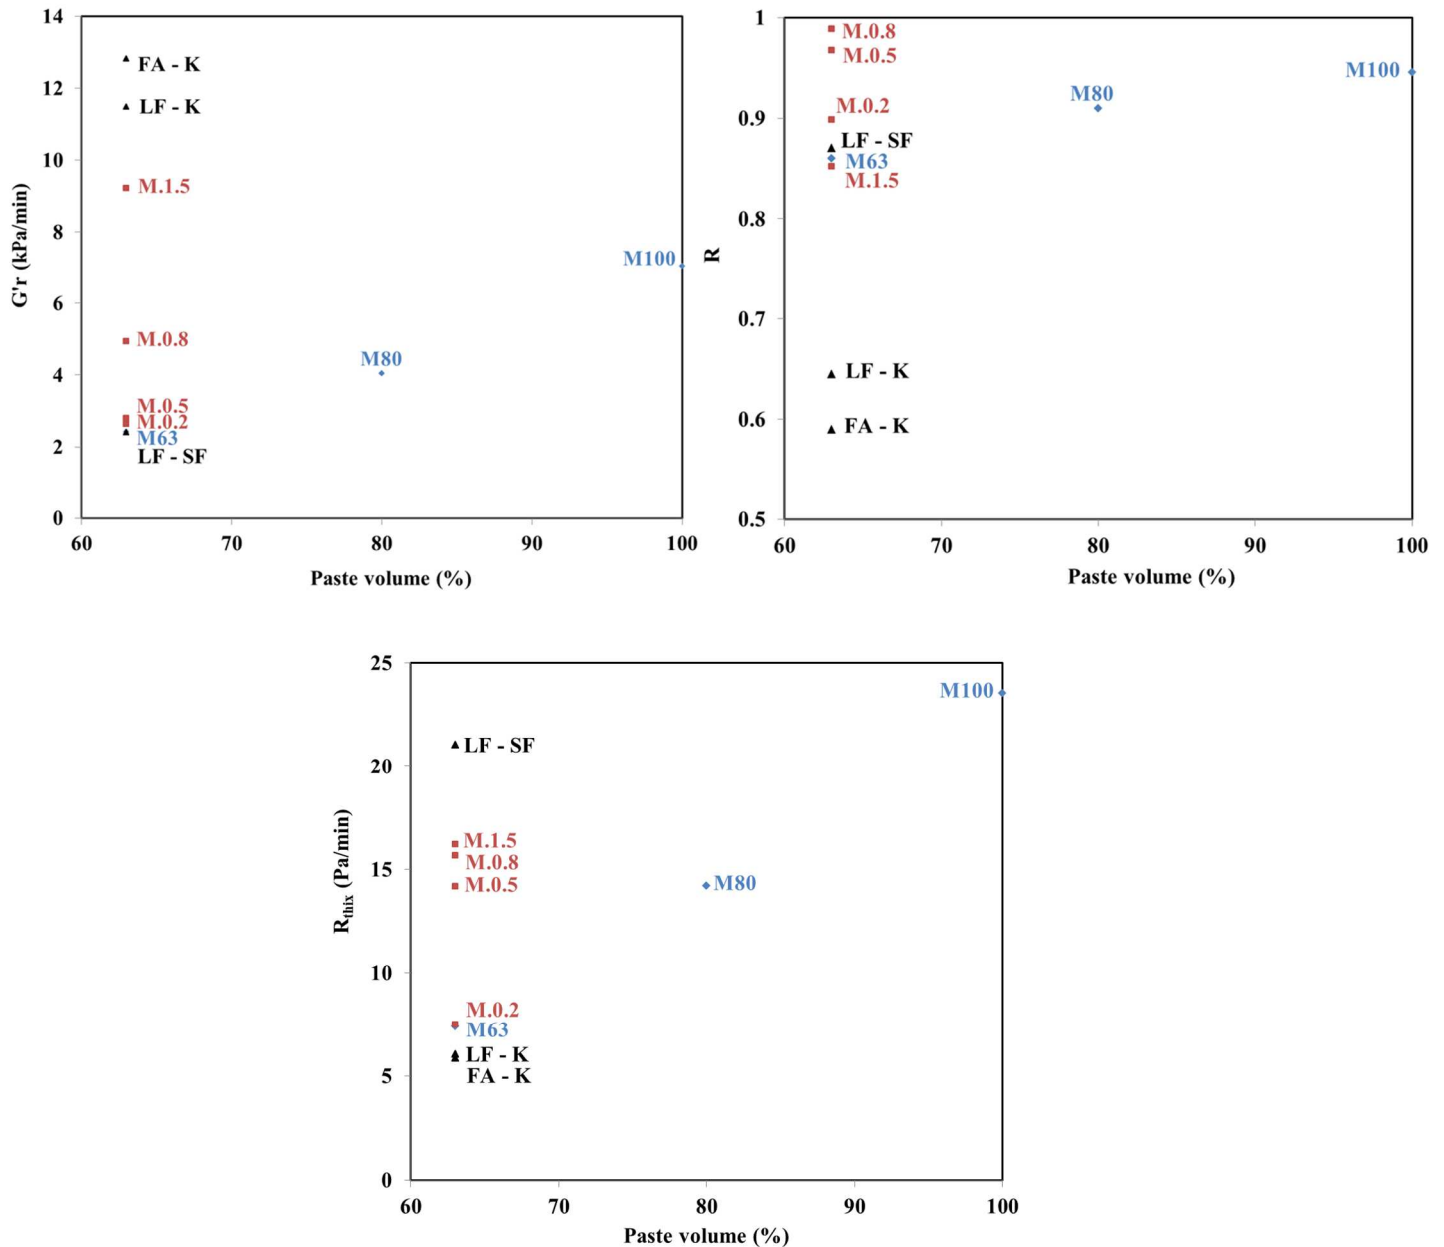 14
12
10
8
6
4
2
0
G'r (kPa/min)
FA - K
LF - K
M.1.5
M100
M.0.8
M80
M.0.5
M.0.2
M63
LF - SF
60 70 80 90 100
Paste volume (%)
1
0.9
0.8
0.7
0.6
0.5
R
M.0.8
M.0.5
M100
M80
M.0.2
LF - SF
M63
M.1.5
LF - K
FA - K
60 70 80 90 100
Paste volume (%)
25
20
15
10
5
0
Rthix (Pa/min)
M100
LF - SF
M.1.5
M.0.8
M.0.5
M80
M.0.2
M63
LF - K
FA - K
60 70 80 90 100
Paste volume (%)